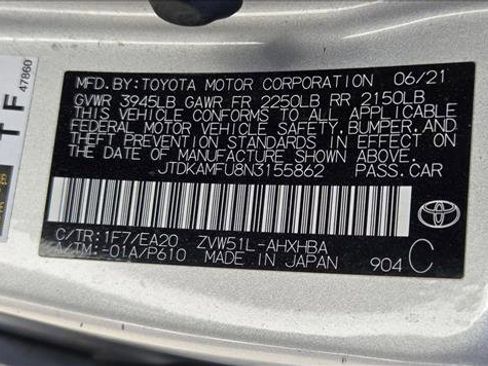 MFD.BY:TOYOTA MOTOR CORPORATION 06/21
GVWR 3945LB GAWR FR 2250LB RR 2150LB
THIS VEHICLE CONFORMS TO ALL APPLICABLE
FEDERAL MOTOR VEHICLE SAFETY,BUMPER,AND
THEFT PREVENTION STANDARDS IN EFFECT ON
THE DATE OF MANUFACTURE SHOWN ABOVE.
JTDKAMFU8N3155862 PASS.CAR
C/TR:1F7/EA20 ZVW51L-AHXHBA
A/TM:-01A/P610 MADE IN JAPAN 904 C
TOYOTA
47860
T F